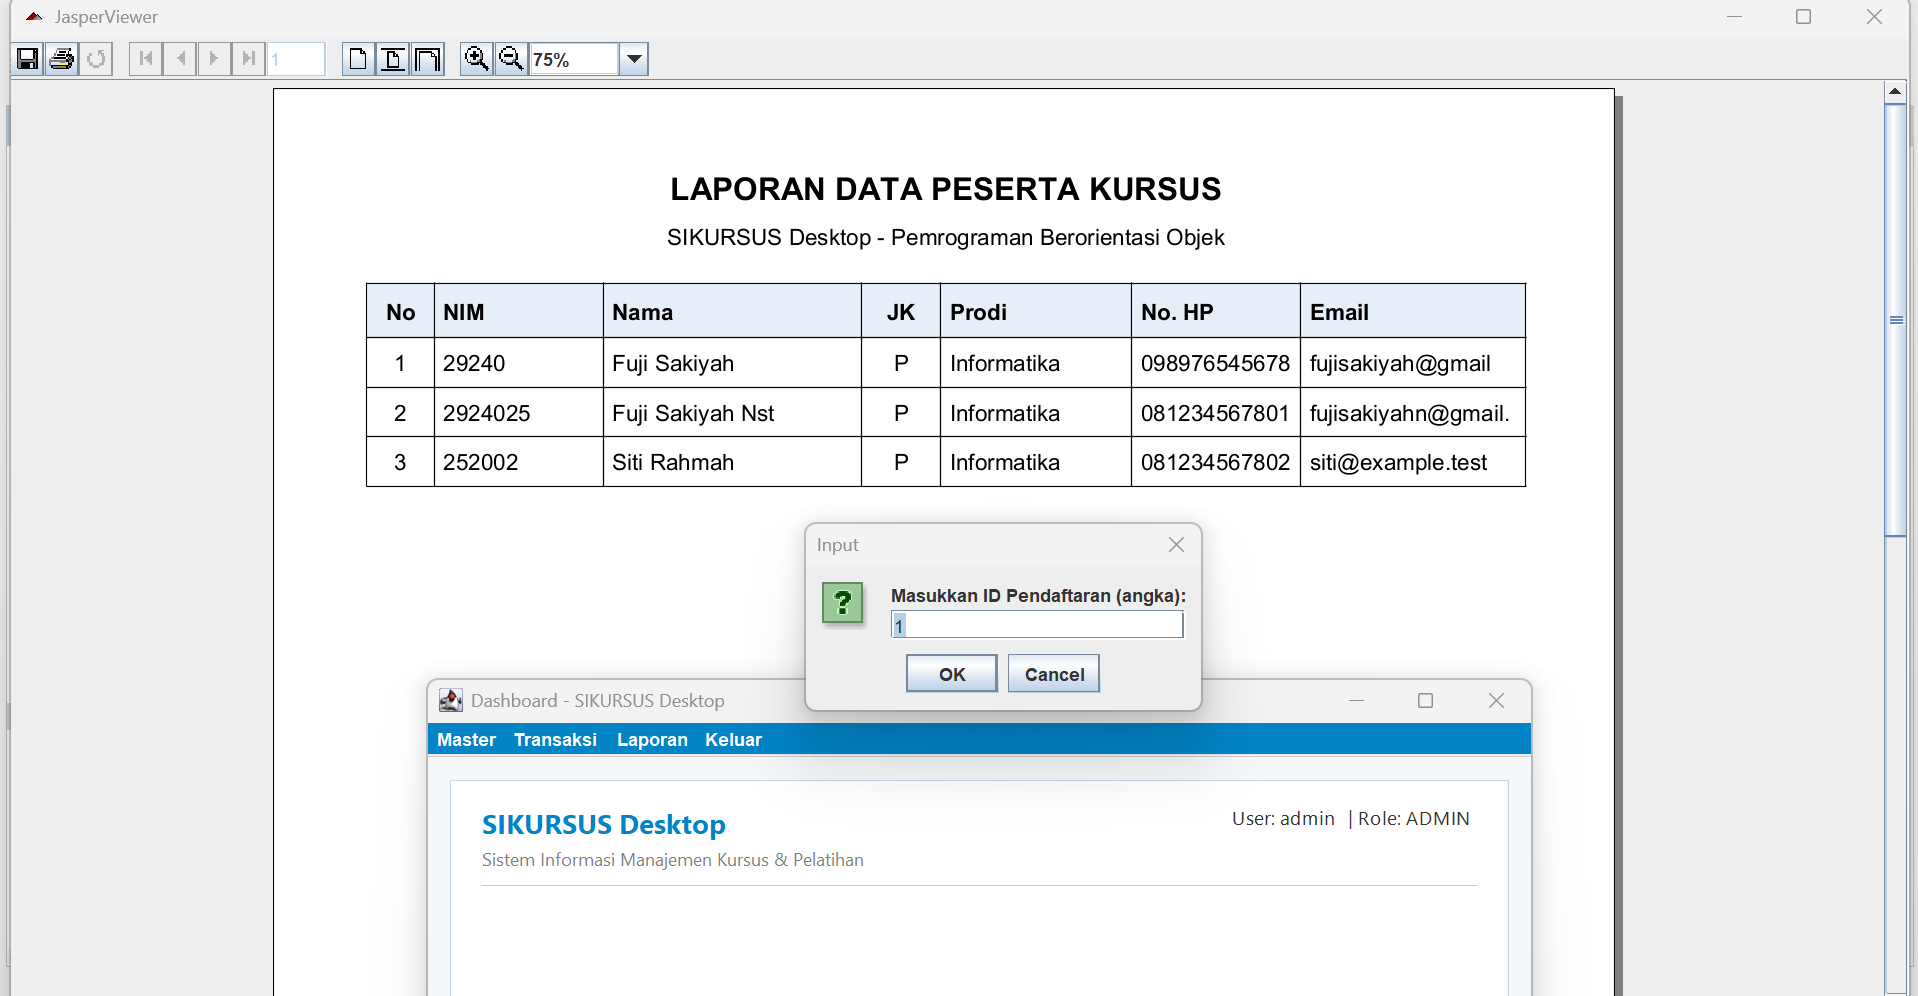 JasperViewer
1
75%
LAPORAN DATA PESERTA KURSUS
SIKURSUS Desktop - Pemrograman Berorientasi Objek
No NIM Nama JK Prodi No. HP Email
1 29240 Fuji Sakiyah P Informatika 098976545678 fujisakiyah@gmail
2 2924025 Fuji Sakiyah Nst P Informatika 081234567801 fujisakiyahn@gmail.
3 252002 Siti Rahmah P Informatika 081234567802 siti@example.test
Input
Masukkan ID Pendaftaran (angka):
1
OK Cancel
Dashboard - SIKURSUS Desktop
Master Transaksi Laporan Keluar
SIKURSUS Desktop
User: admin | Role: ADMIN
Sistem Informasi Manajemen Kursus & Pelatihan